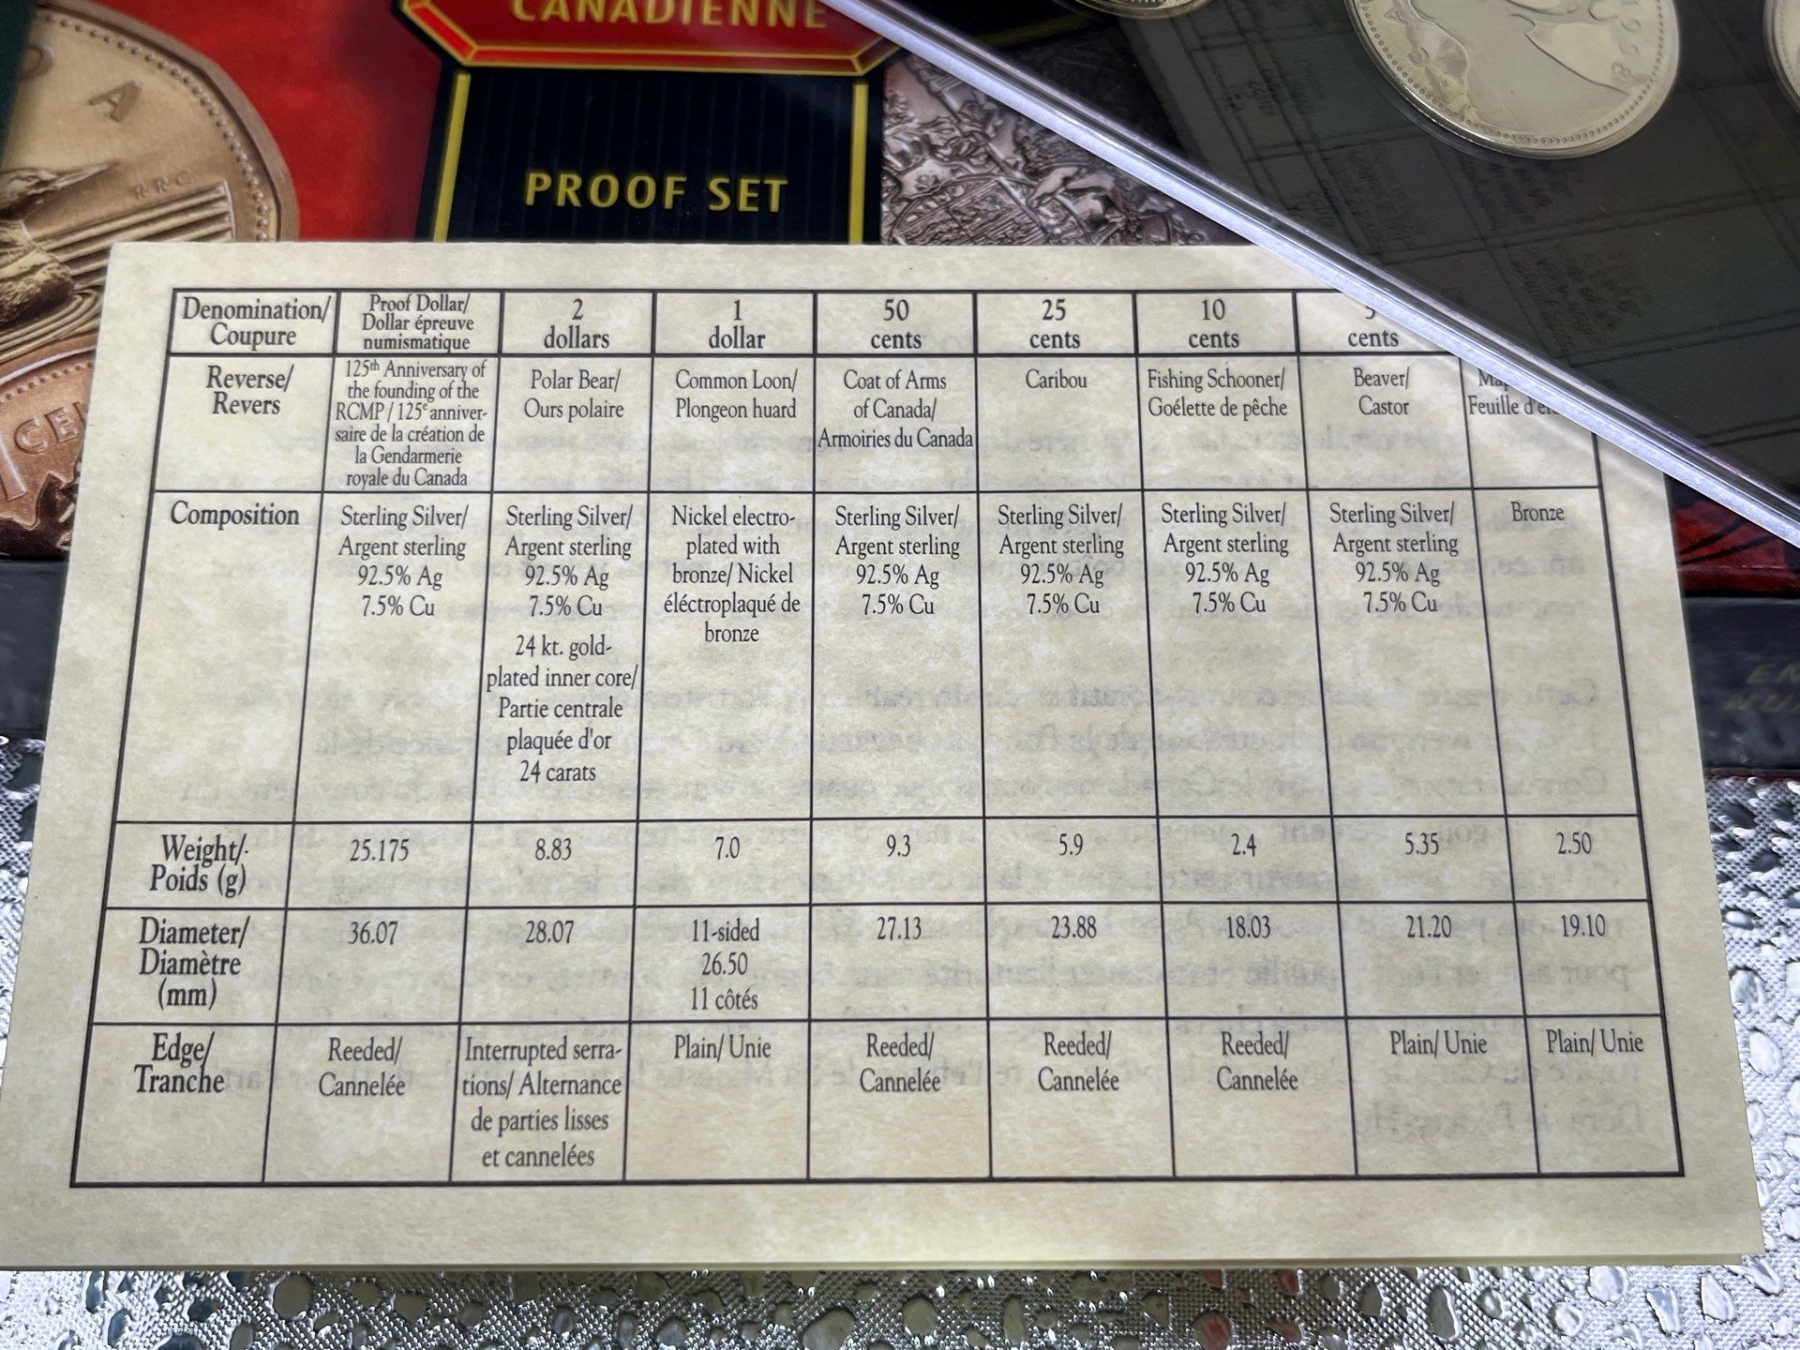 CANADIENNE
PROOF SET
1998
RRC
Denomination/
Coupure
Proof Dollar/
Dollar épreuve
numismatique
2
dollars
1
dollar
50
cents
25
cents
10
cents
5
cents
Reverse/
Revers
125th Anniversary of
the founding of the
RCMP / 125e anniver-
saire de la création de
la Gendarmerie
royale du Canada
Polar Bear/
Ours polaire
Common Loon/
Plongeon huard
Coat of Arms
of Canada/
Armoiries du Canada
Caribou
Fishing Schooner/
Goélette de pêche
Beaver/
Castor
Feuille
Composition
Sterling Silver/
Argent sterling
92.5% Ag
7.5% Cu
Sterling Silver/
Argent sterling
92.5% Ag
7.5% Cu
24 kt. gold-
plated inner core/
Partie centrale
plaquée d'or
24 carats
Nickel electro-
plated with
bronze/ Nickel
éléctroplaqué de
bronze
Sterling Silver/
Argent sterling
92.5% Ag
7.5% Cu
Sterling Silver/
Argent sterling
92.5% Ag
7.5% Cu
Sterling Silver/
Argent sterling
92.5% Ag
7.5% Cu
Sterling Silver/
Argent sterling
92.5% Ag
7.5% Cu
Bronze
Weight/
Poids (g)
25.175
8.83
7.0
9.3
5.9
2.4
5.35
2.50
Diameter/
Diamètre
(mm)
36.07
28.07
11-sided
26.50
11 côtés
27.13
23.88
18.03
21.20
19.10
Edge/
Tranche
Reeded/
Cannelée
Interrupted serra-
tions/ Alternance
de parties lisses
et cannelées
Plain/ Unie
Reeded/
Cannelée
Reeded/
Cannelée
Reeded/
Cannelée
Plain/ Unie
Plain/ Unie